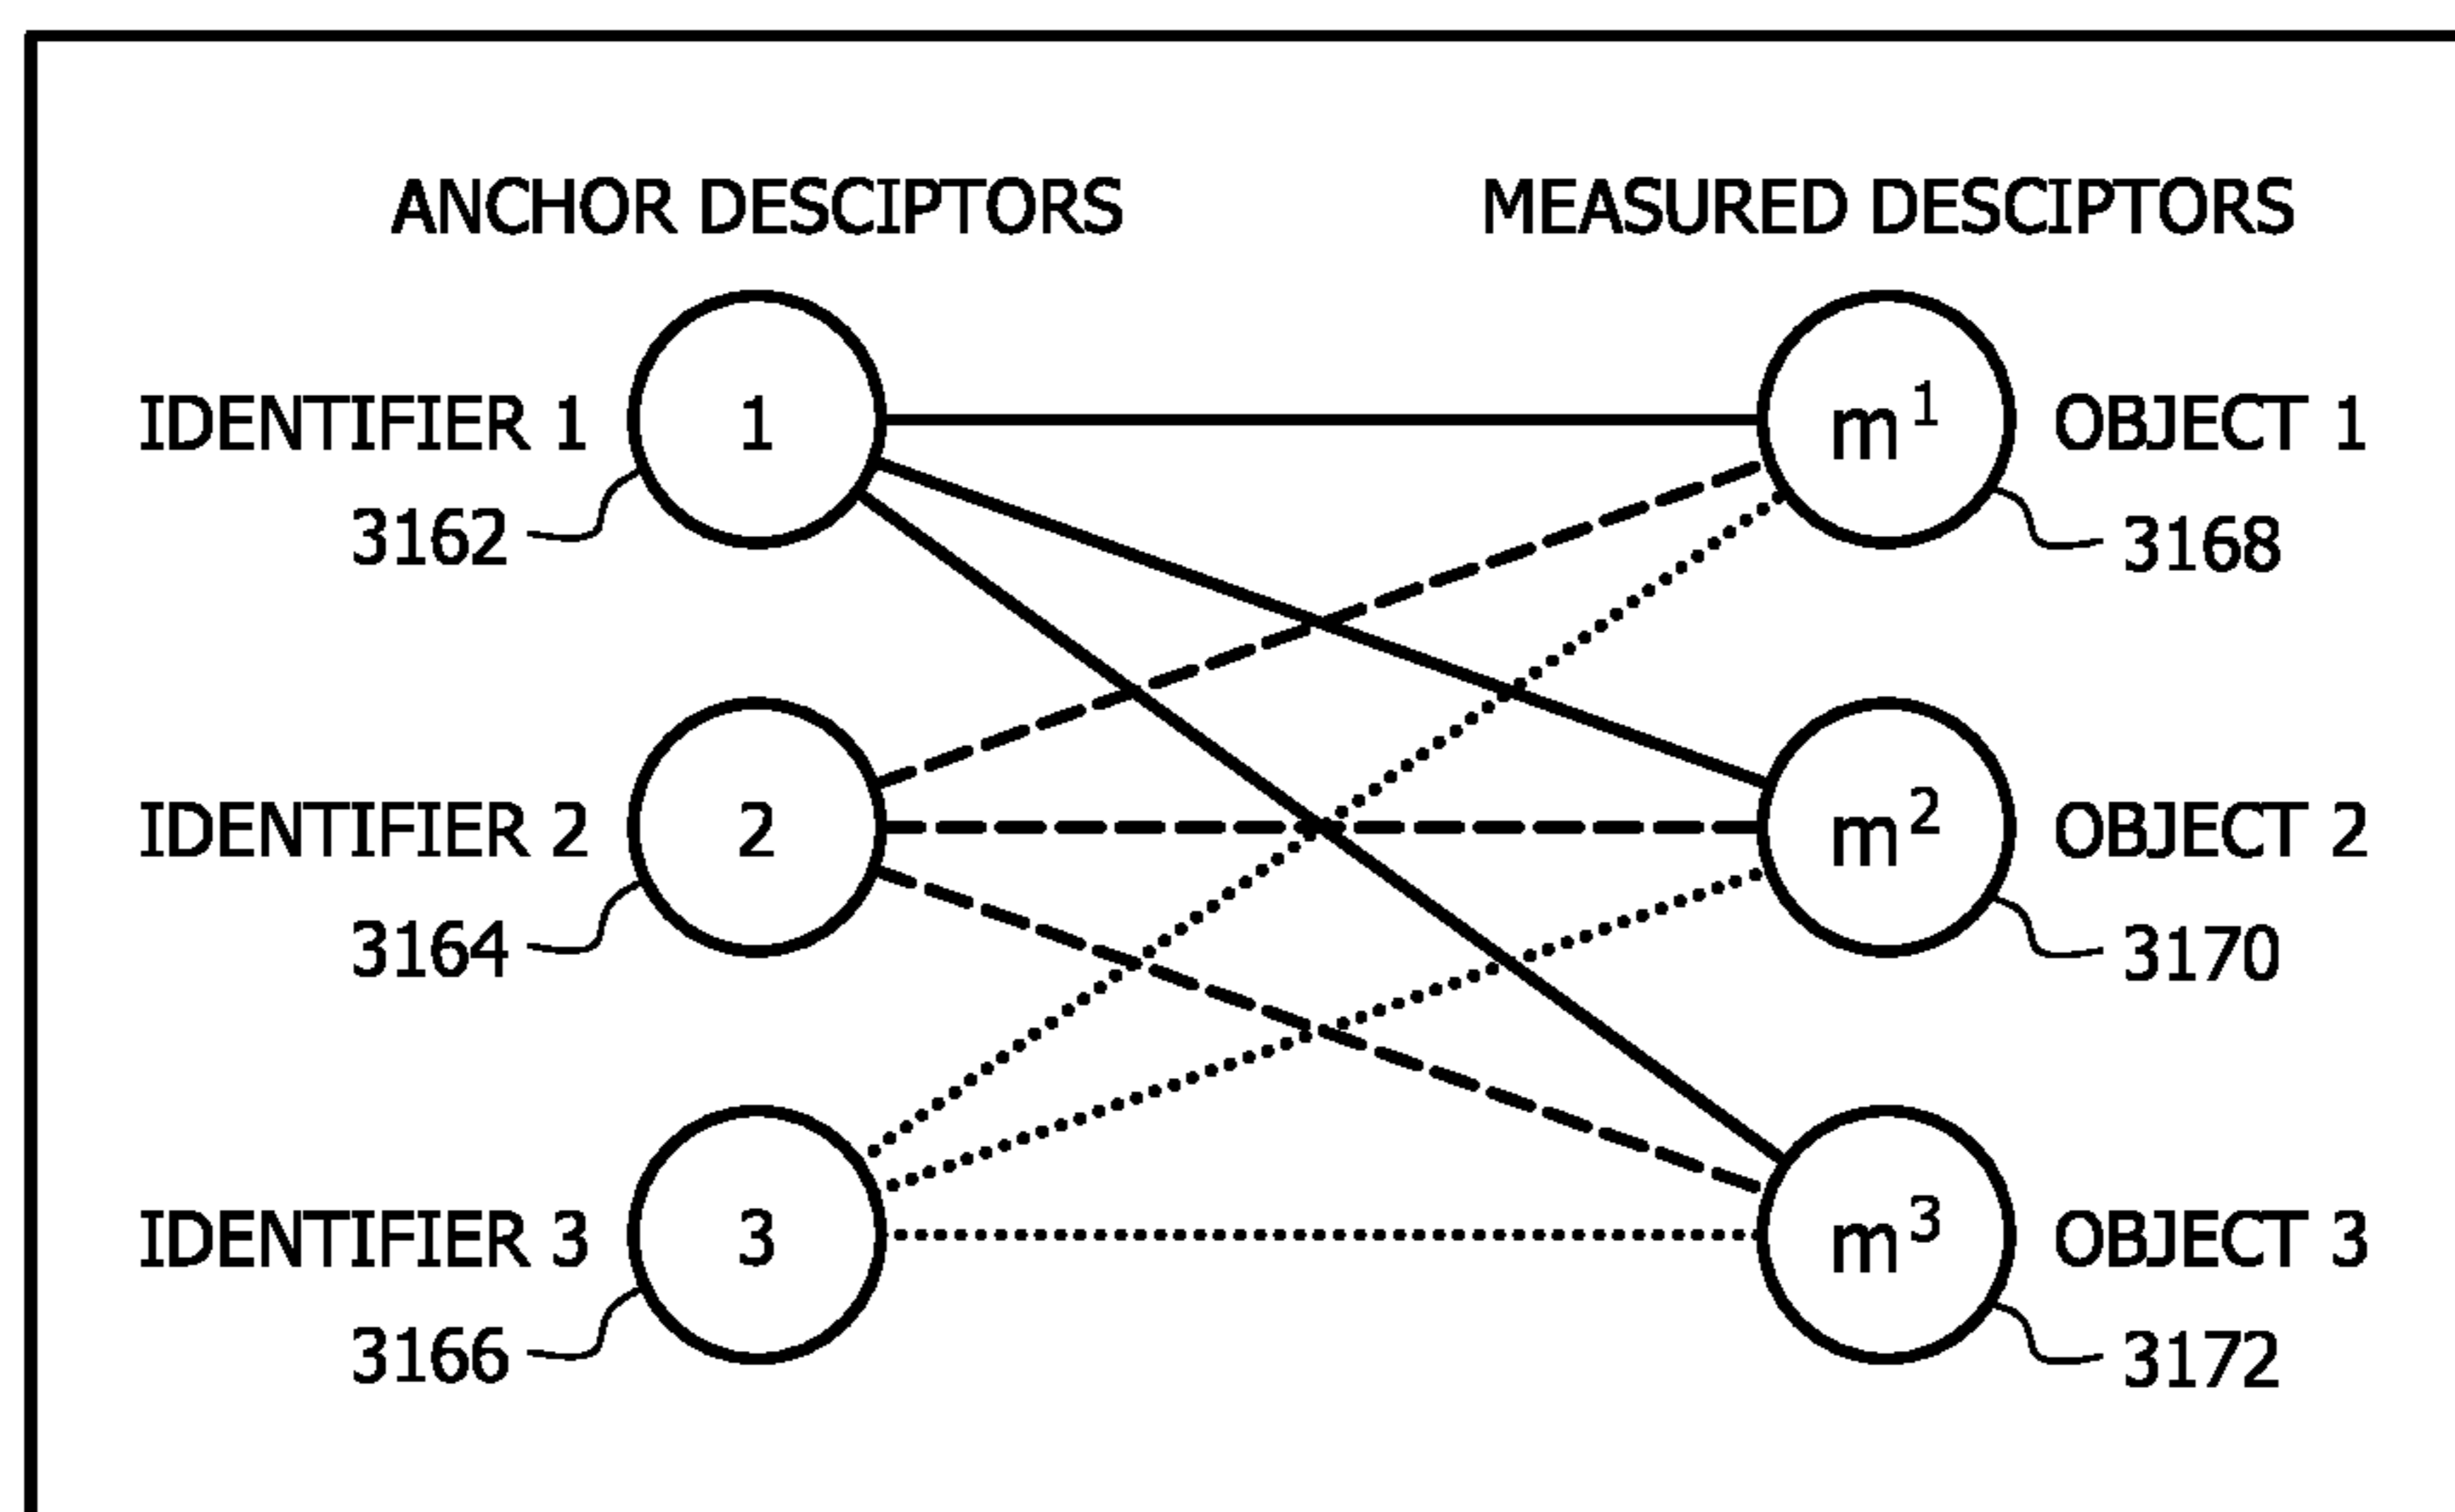 ANCHOR DESCIPTORS
MEASURED DESCIPTORS
IDENTIFIER 1
1
m¹
OBJECT 1
3162
3168
IDENTIFIER 2
2
m²
OBJECT 2
3164
3170
IDENTIFIER 3
3
m³
OBJECT 3
3166
3172